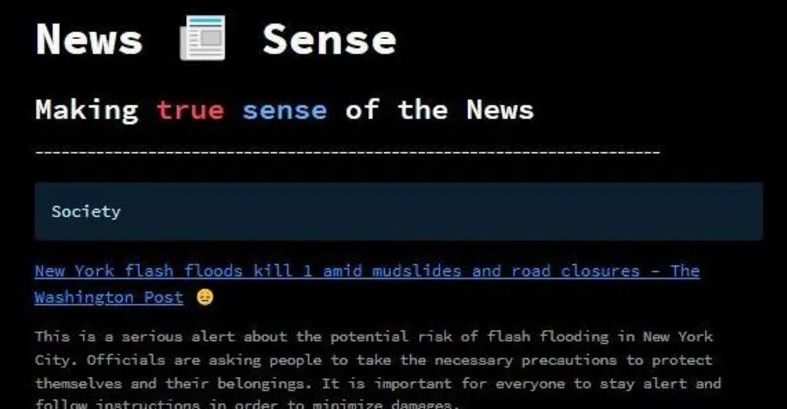 News 📰 Sense
Making true sense of the News
Society
New York flash floods kill 1 amid mudslides and road closures - The
Washington Post 😔
This is a serious alert about the potential risk of flash flooding in New York
City. Officials are asking people to take the necessary precautions to protect
themselves and their belongings. It is important for everyone to stay alert and
follow instructions in order to minimize damages.